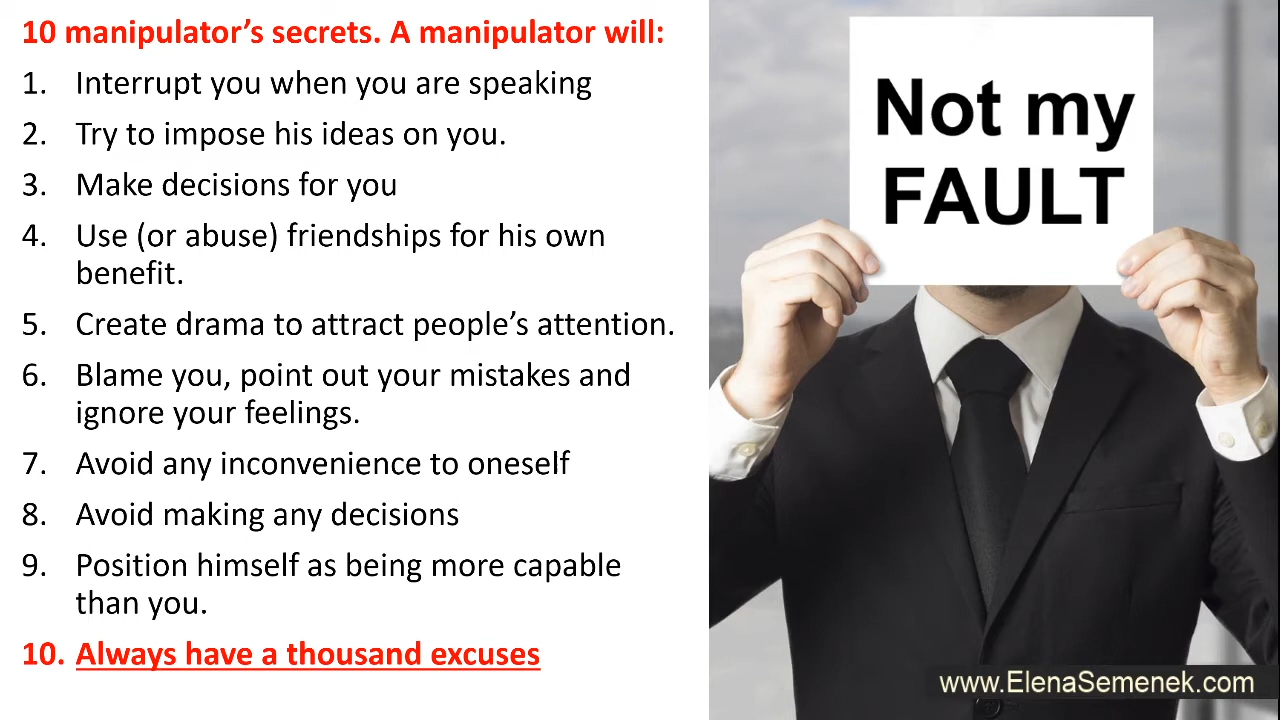 10 manipulator’s secrets. A manipulator will:
1. Interrupt you when you are speaking
2. Try to impose his ideas on you.
3. Make decisions for you
4. Use (or abuse) friendships for his own
benefit.
5. Create drama to attract people’s attention.
6. Blame you, point out your mistakes and
ignore your feelings.
7. Avoid any inconvenience to oneself
8. Avoid making any decisions
9. Position himself as being more capable
than you.
10. Always have a thousand excuses
Not my
FAULT
www.ElenaSemenek.com